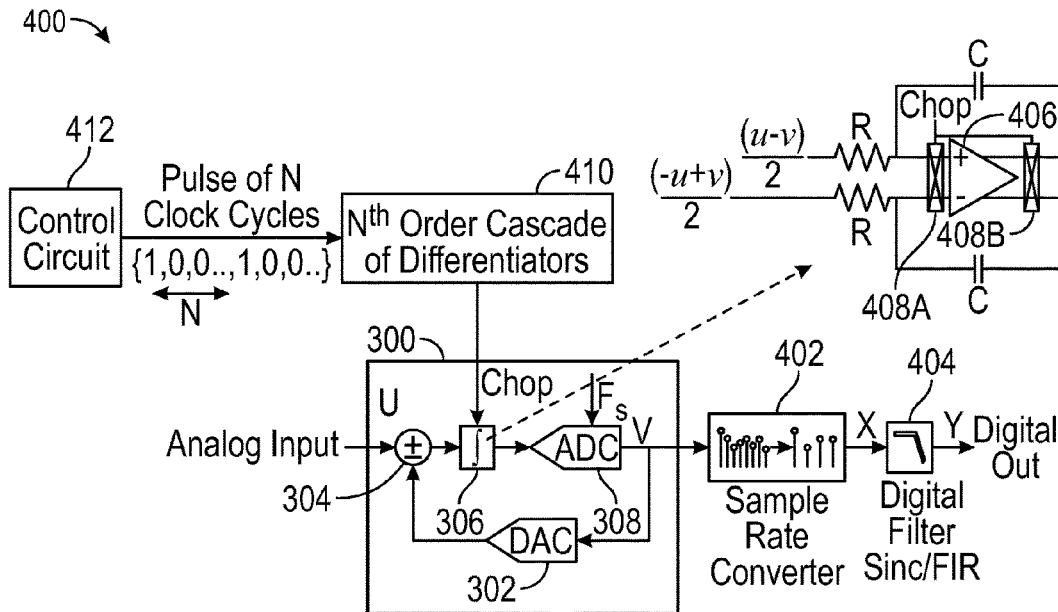 400
412
Control
Circuit
Pulse of N
Clock Cycles
{1,0,0..,1,0,0..}
N
410
Nth Order Cascade
of Differentiators
(u-v)
2
(-u+v)
2
R
R
C
Chop
406
+
-
408B
408A
C
300
Chop
Fs
U
Analog Input
±
304
∫
306
ADC
308
V
DAC
302
402
Sample
Rate
Converter
X
404
Y
Digital
Out
Digital
Filter
Sinc/FIR